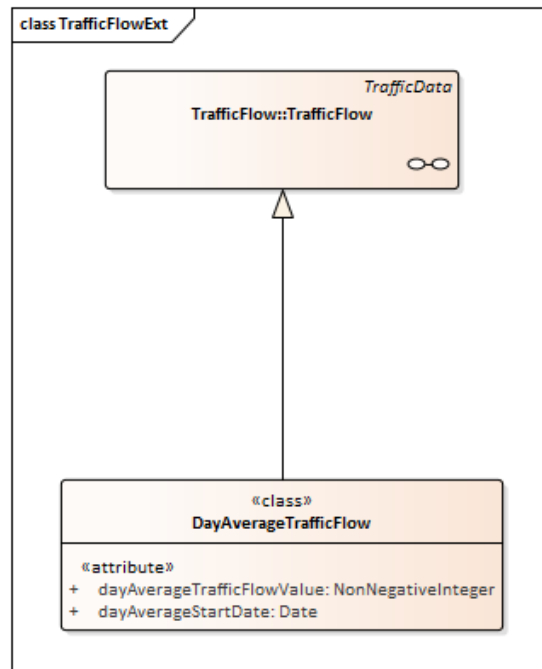 class TrafficFlowExt
TrafficData
TrafficFlow::TrafficFlow
«class»
DayAverageTrafficFlow
«attribute»
+ dayAverageTrafficFlowValue: NonNegativeInteger
+ dayAverageStartDate: Date